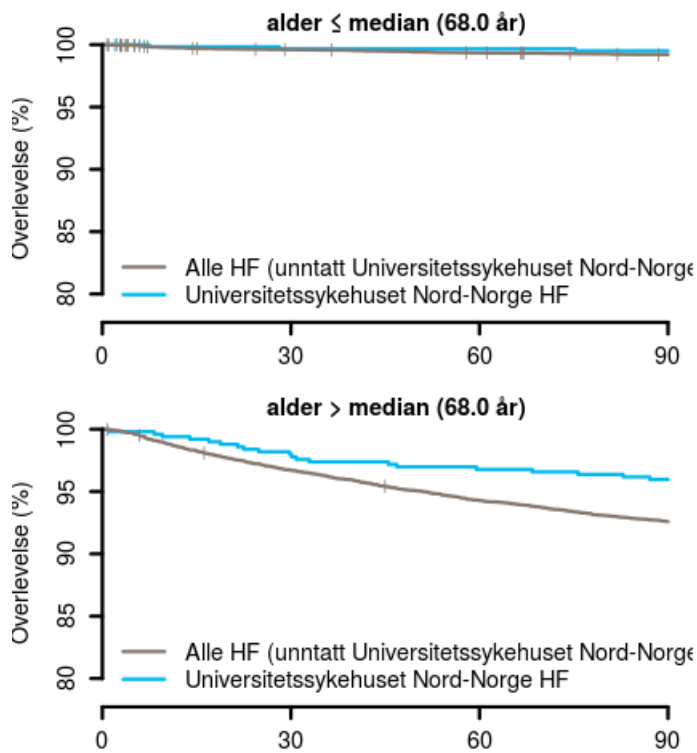 alder ≤ median (68.0 år)
Overlevelse (%)
100
95
90
85
80
Alle HF (unntatt Universitetssykehuset Nord-Norge
Universitetssykehuset Nord-Norge HF
0 30 60 90
alder > median (68.0 år)
Overlevelse (%)
100
95
90
85
80
Alle HF (unntatt Universitetssykehuset Nord-Norge
Universitetssykehuset Nord-Norge HF
0 30 60 90